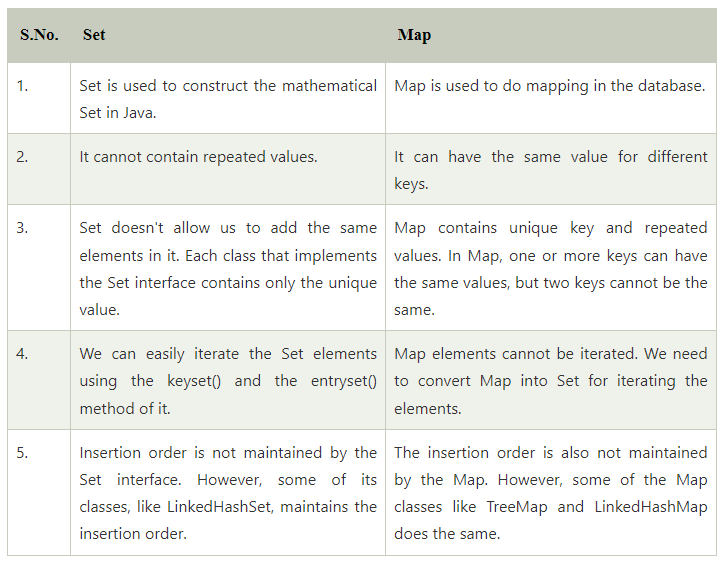 S.No. Set Map
1. Set is used to construct the mathematical
Set in Java.
Map is used to do mapping in the database.
2. It cannot contain repeated values.
It can have the same value for different
keys.
3. Set doesn't allow us to add the same
elements in it. Each class that implements
the Set interface contains only the unique
value.
Map contains unique key and repeated
values. In Map, one or more keys can have
the same values, but two keys cannot be the
same.
4. We can easily iterate the Set elements
using the keyset() and the entryset()
method of it.
Map elements cannot be iterated. We need
to convert Map into Set for iterating the
elements.
5. Insertion order is not maintained by the
Set interface. However, some of its
classes, like LinkedHashSet, maintains the
insertion order.
The insertion order is also not maintained
by the Map. However, some of the Map
classes like TreeMap and LinkedHashMap
does the same.